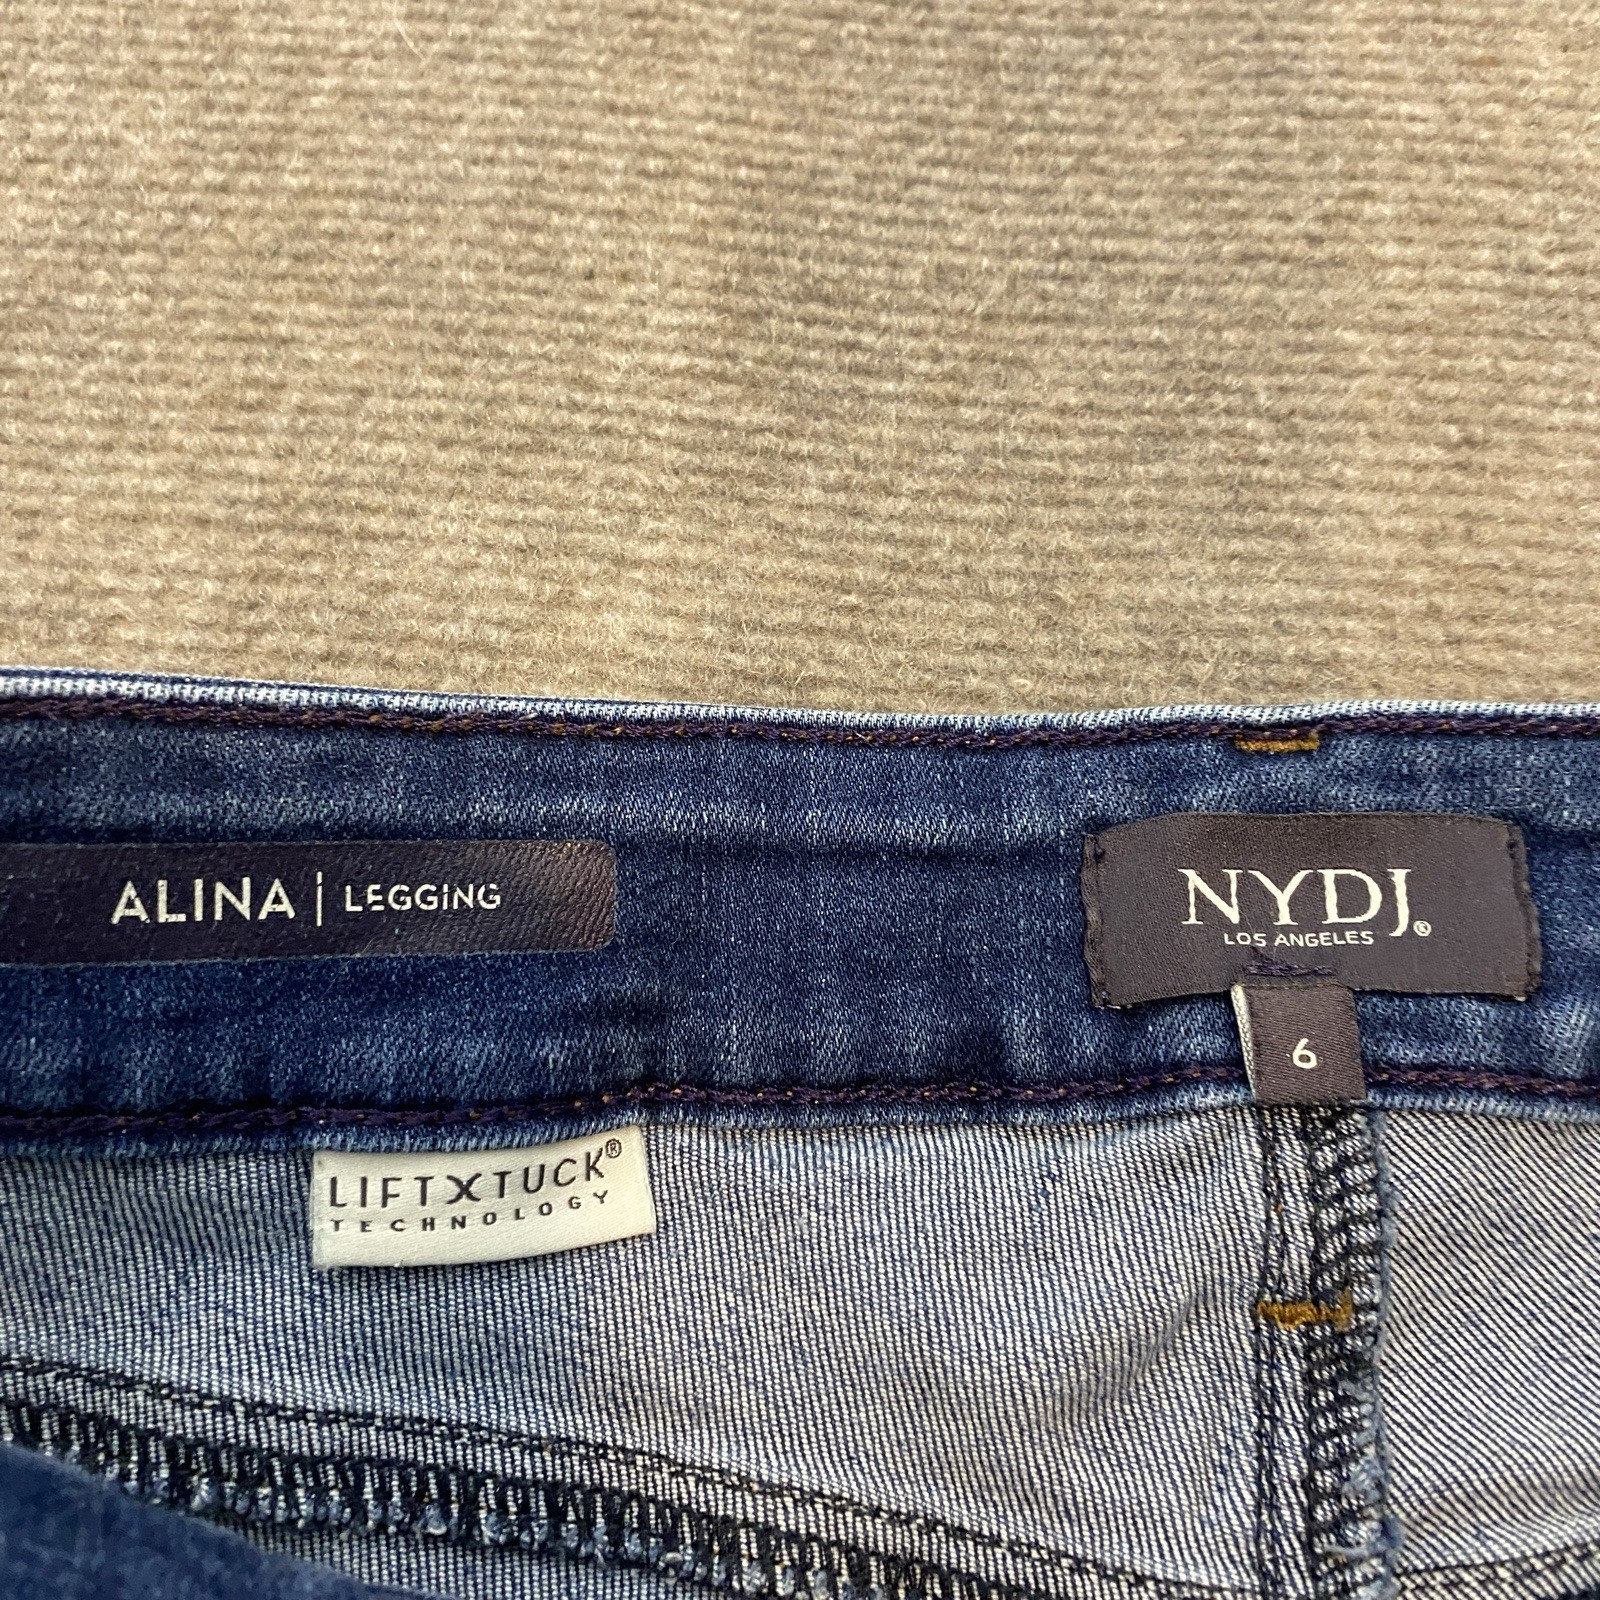 ALINA | LEGGING
NYDJ®
LOS ANGELES
6
LIFTXTUCK®
TECHNOLOGY